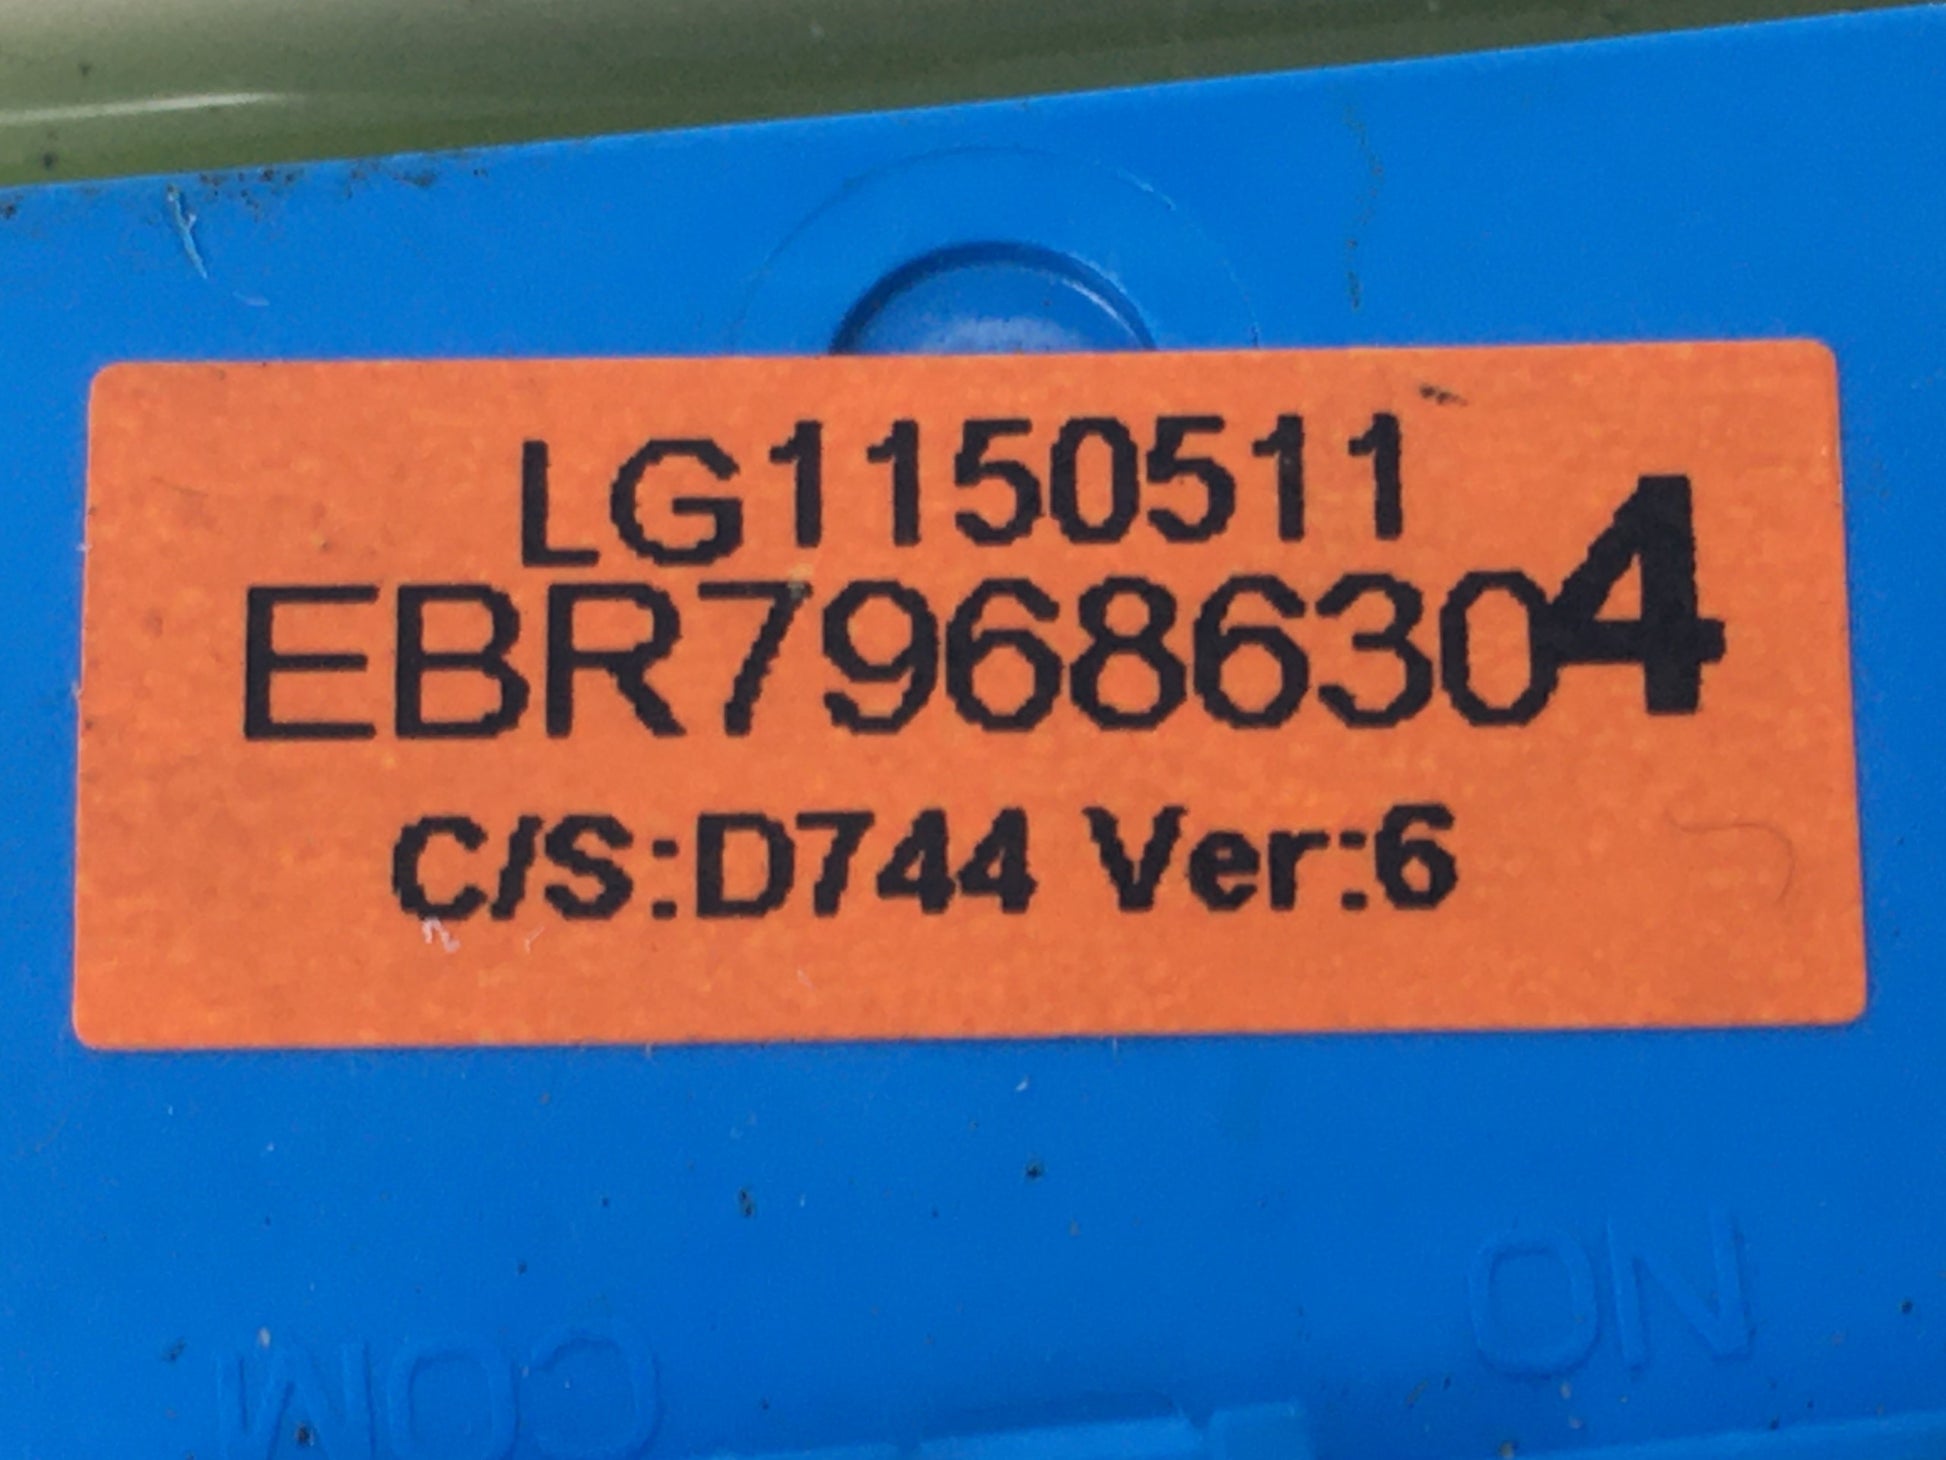 LG1150511
EBR79686304
C/S:D744 Ver:6
NO
COM